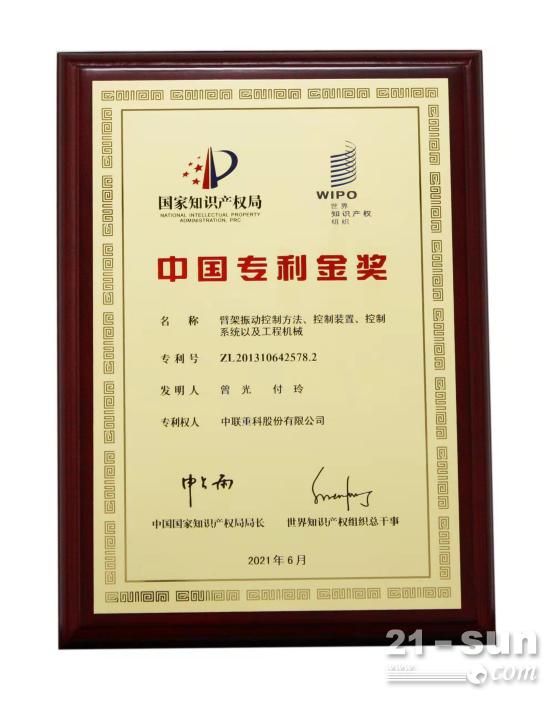 国家知识产权局
NATIONAL INTELLECTUAL PROPERTY
ADMINISTRATION, PRC
WIPO
世界
知识产权
组织
中国专利金奖
名 称 臂架振动控制方法、控制装置、控制
系统以及工程机械
专利号 ZL201310642578.2
发明人 曾光 付玲
专利权人 中联重科股份有限公司
申长雨
中国国家知识产权局局长 世界知识产权组织总干事
2021年6月
21-sun
www.
com